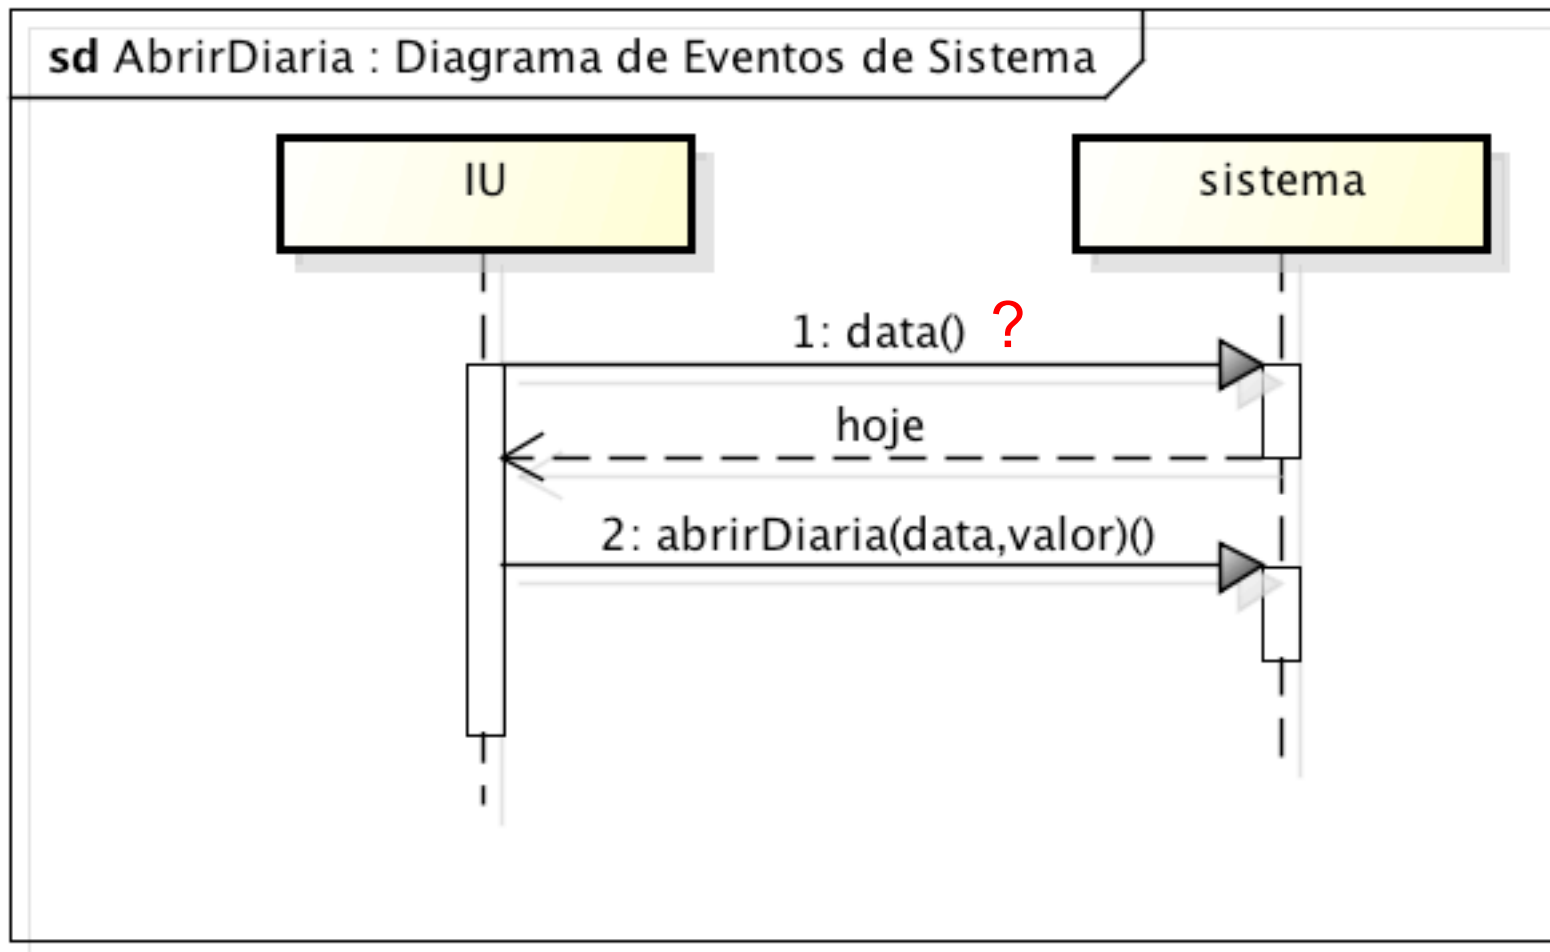 sd AbrirDiaria : Diagrama de Eventos de Sistema
IU
sistema
1: data() ?
hoje
2: abrirDiaria(data,valor)()